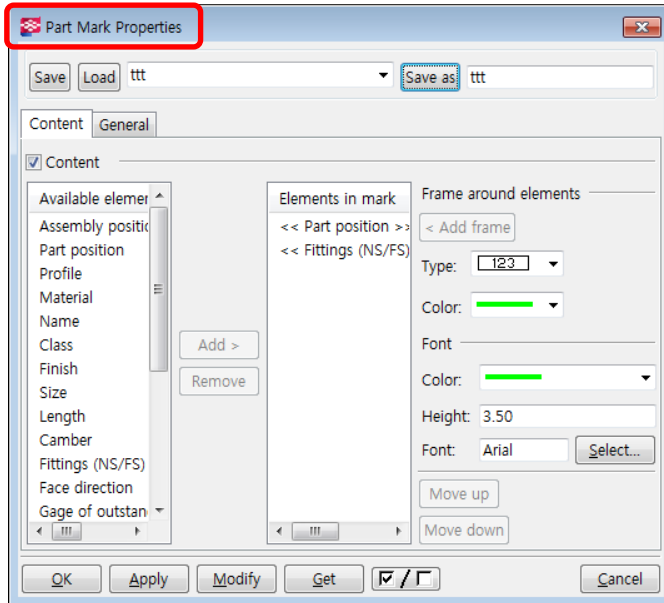 Part Mark Properties
Save Load ttt Save as ttt
Content General
Content
Available elemer
Assembly positic
Part position
Profile
Material
Name
Class
Finish
Size
Length
Camber
Fittings (NS/FS)
Face direction
Gage of outstan
Add >
Remove
Elements in mark
<< Part position >>
<< Fittings (NS/FS)
Frame around elements
< Add frame
Type: 123
Color:
Font
Color:
Height: 3.50
Font: Arial Select...
Move up
Move down
OK Apply Modify Get / Cancel